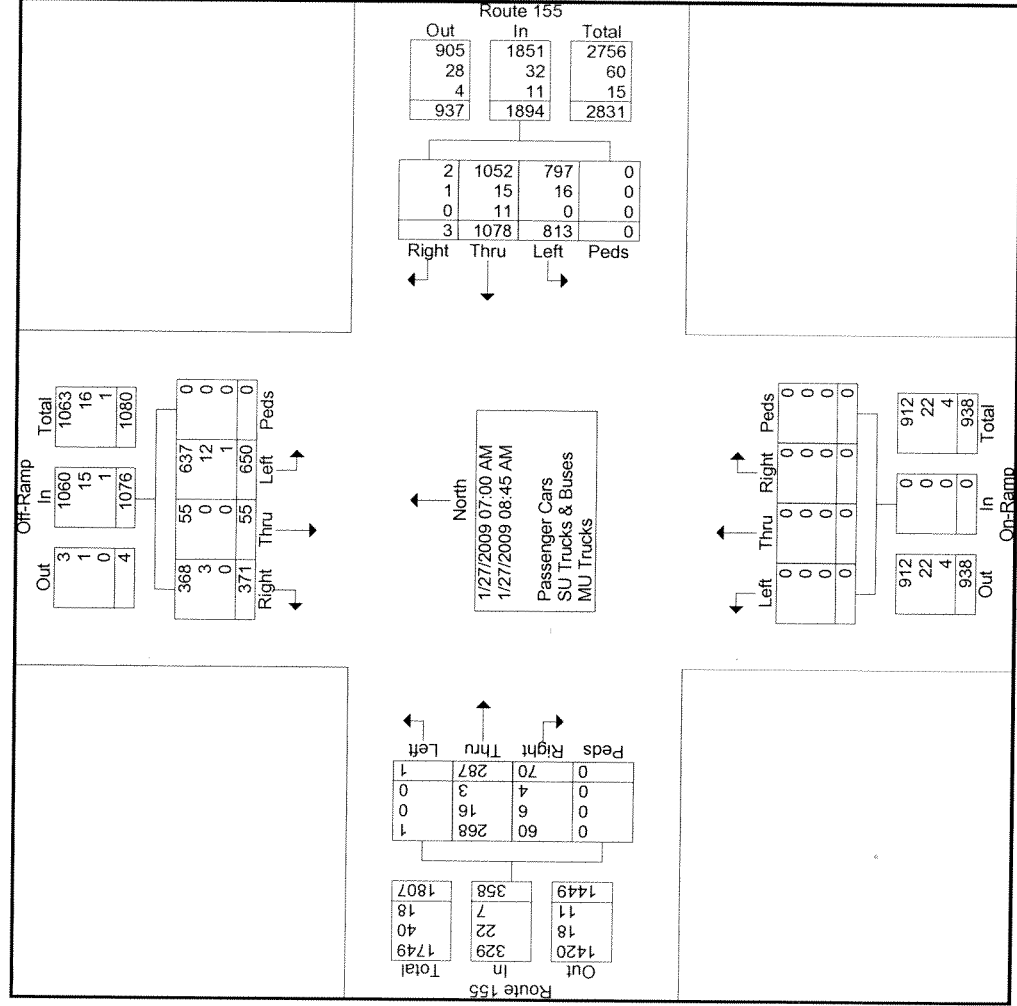 Route 155
Out In Total
905 1851 2756
28 32 60
4 11 15
937 1894 2831
2 1052 797 0
1 15 16 0
0 11 0 0
3 1078 813 0
Right Thru Left Peds
Off-Ramp
Out In Total
3 1060 1063
1 15 16
0 1 1
4 1076 1080
368 55 637 0
3 0 12 0
0 0 1 0
371 55 650 0
Right Thru Left Peds
North
1/27/2009 07:00 AM
1/27/2009 08:45 AM
Passenger Cars
SU Trucks & Buses
MU Trucks
Left Thru Right Peds
0 0 0 0
0 0 0 0
0 0 0 0
0 0 0 0
912 0 912
22 0 22
4 0 4
938 0 938
Out In Total
On-Ramp
Left Thru Right Peds
1 287 70 0
0 3 4 0
0 16 6 0
1 268 60 0
1807 358 1449
18 7 11
40 22 18
1749 329 1420
Total In Out
Route 155